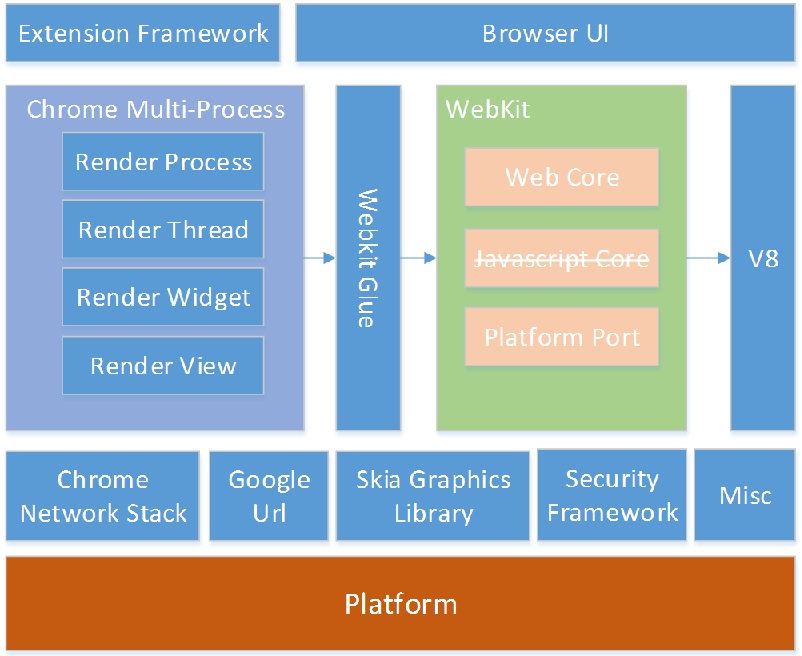 Extension Framework
Browser UI
Chrome Multi-Process
Render Process
Render Thread
Render Widget
Render View
Webkit Glue
WebKit
Web Core
Javascript Core
Platform Port
V8
Chrome
Network Stack
Google
Url
Skia Graphics
Library
Security
Framework
Misc
Platform